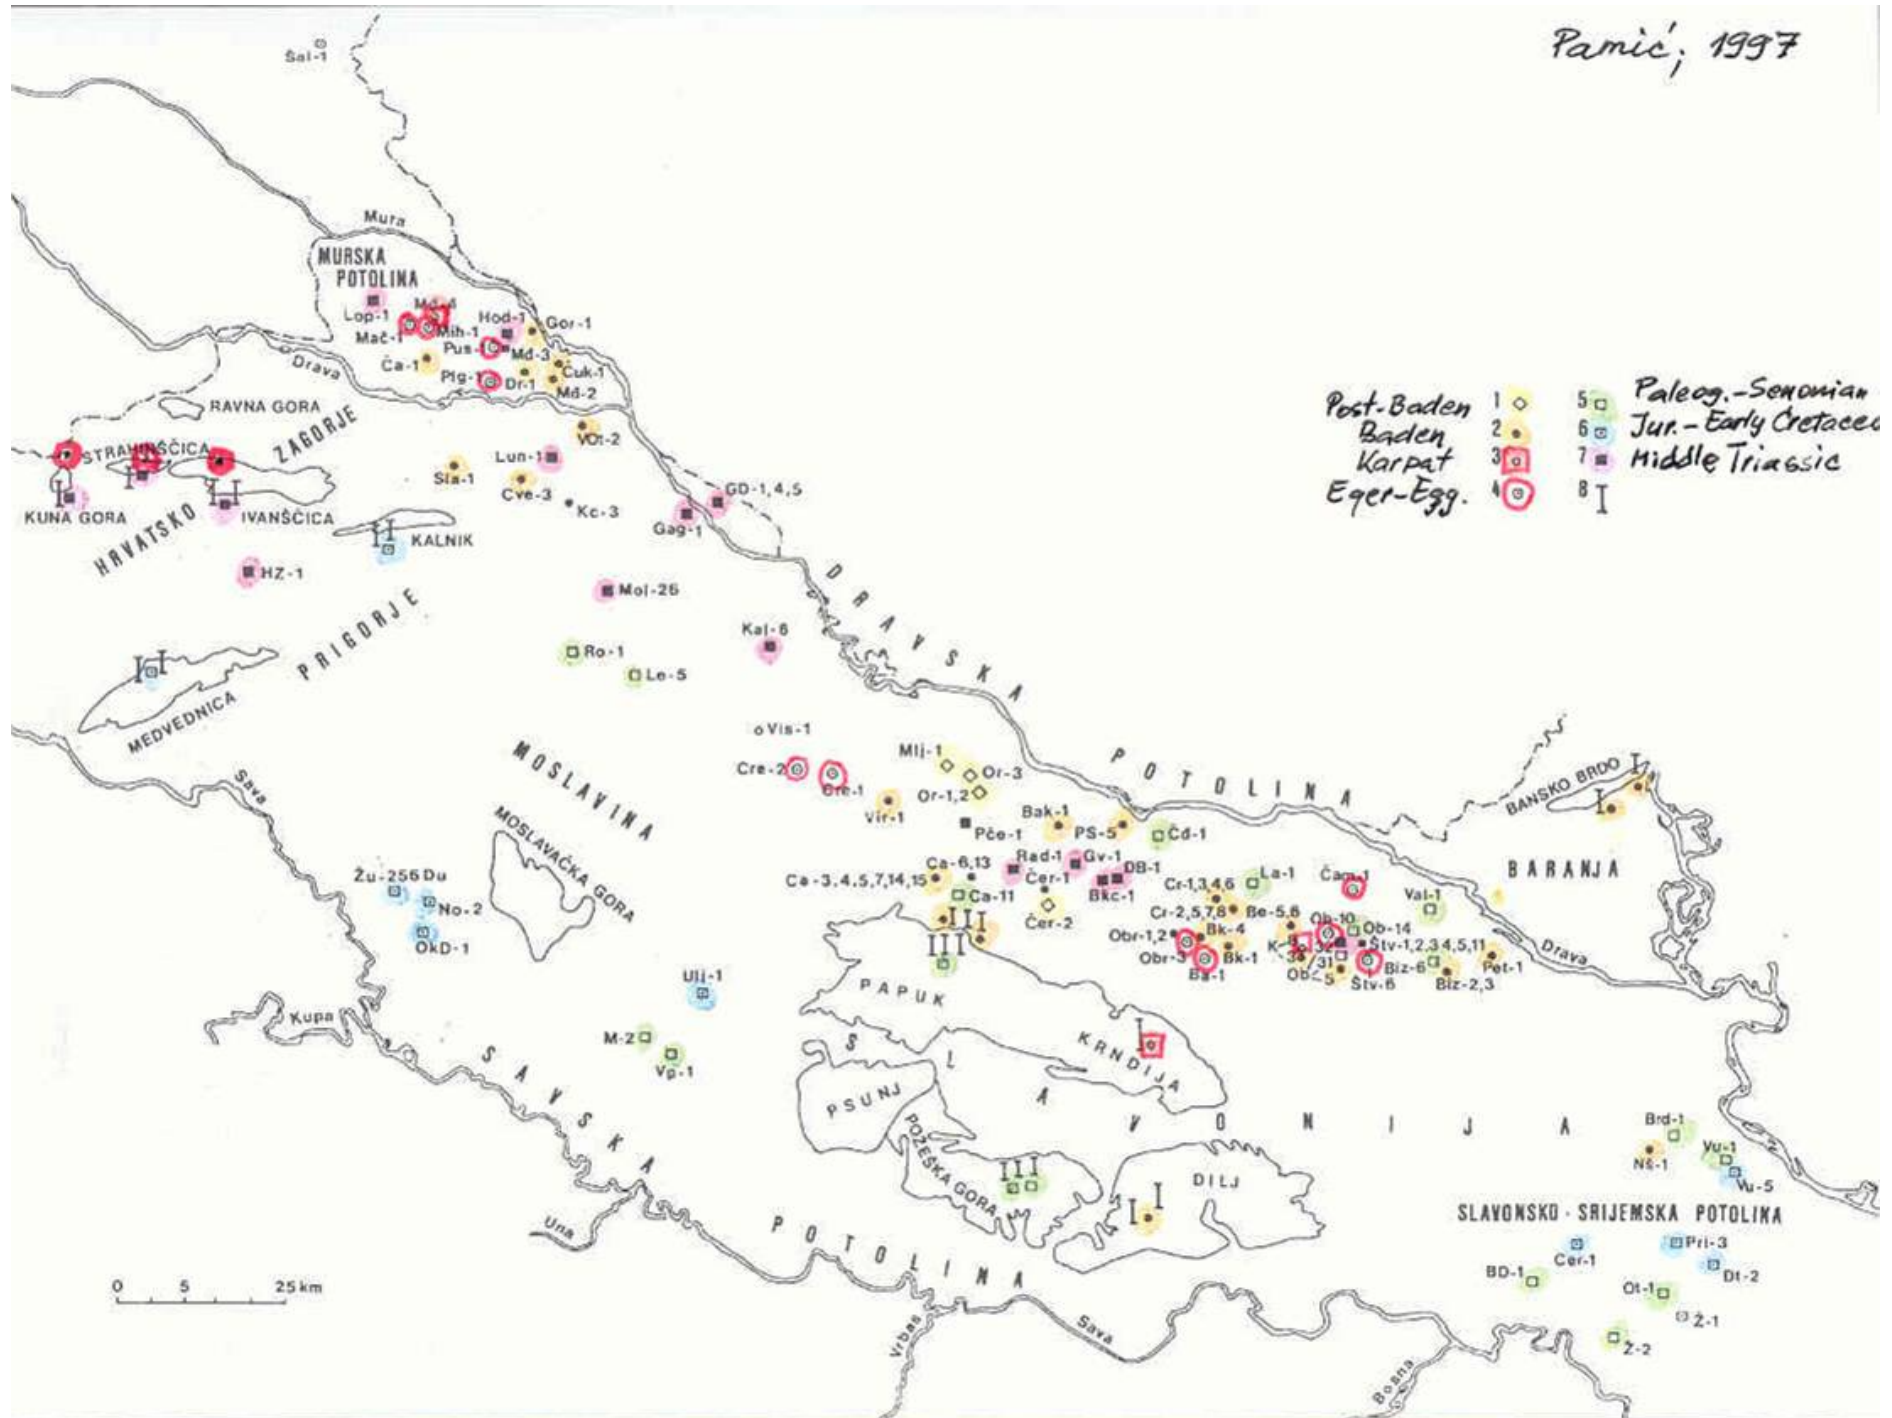 Pamić, 1997
Šal-1
Mura
MURSKA
POTOLINA
Lop-1
Md-4
Mač-1
Mih-1
Hod-1
Gor-1
Pus-1
Md-3
Ča-1
Plg-1
Dr-1
Čuk-1
Md-2
Drava
RAVNA GORA
ZAGORJE
STRAHINŠČICA
VOt-2
Lun-1
Sla-1
Cve-3
Kc-3
GD-1,4,5
Gag-1
KUNA GORA
IVANŠČICA
HRVATSKO
KALNIK
HZ-1
Mol-26
PRIGORJE
Kal-6
Ro-1
Le-5
MEDVEDNICA
DRAVSKA
POTOLINA
Post-Baden 1
Baden 2
Karpat 3
Eger-Egg. 4
5 Paleog.-Senonian
6 Jur.-Early Cretaceo
7 Middle Triassic
8
Vis-1
Cre-2
Cre-1
Mlj-1
Or-3
Or-1,2
Vir-1
Pče-1
Bak-1
PS-5
Čd-1
BANSKO BRDO
BARANJA
Sava
MOSLAVINA
MOSLAVAČKA GORA
Žu-256
Du
No-2
OkD-1
Ca-6,13
Ca-3,4,5,7,14,15
Ca-11
Rad-1
Gv-1
DB-1
Čer-1
Bkc-1
Čer-2
Cr-1,3,4,6
La-1
Čam-1
Val-1
Cr-2,5,7,8
Be-5,6
Ob-10
Ob-14
Obr-1,2
Bk-4
Štv-1,2,3 4,5,11
Obr-3
Bk-1
Ba-1
Štv-6
Biz-6
Biz-2,3
Pet-1
Drava
Ulj-1
Kupa
M-2
Vg-1
PAPUK
KRNDIJA
PSUNJ
SLAVONIJA
POŽEŠKA GORA
DILJ
SAVSKA
POTOLINA
Una
Brd-1
Nš-1
Vu-1
Vu-5
SLAVONSKO-SRIJEMSKA POTOLINA
Cer-1
Pri-3
BD-1
Dt-2
Ot-1
Ž-1
Ž-2
0 5 25 km
Vrbas
Sava
Bosna